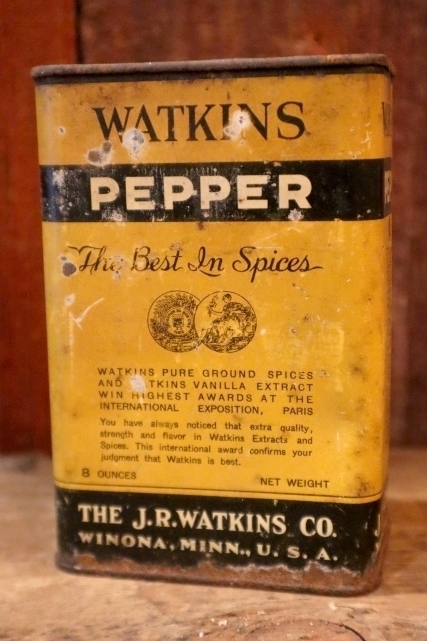 WATKINS
PEPPER
The Best In Spices
WATKINS PURE GROUND SPICES
AND WATKINS VANILLA EXTRACT
WIN HIGHEST AWARDS AT THE
INTERNATIONAL EXPOSITION, PARIS
You have always noticed that extra quality,
strength and flavor in Watkins Extracts and
Spices. This international award confirms your
judgment that Watkins is best.
8 OUNCES NET WEIGHT
THE J.R.WATKINS CO.
WINONA, MINN., U. S. A.